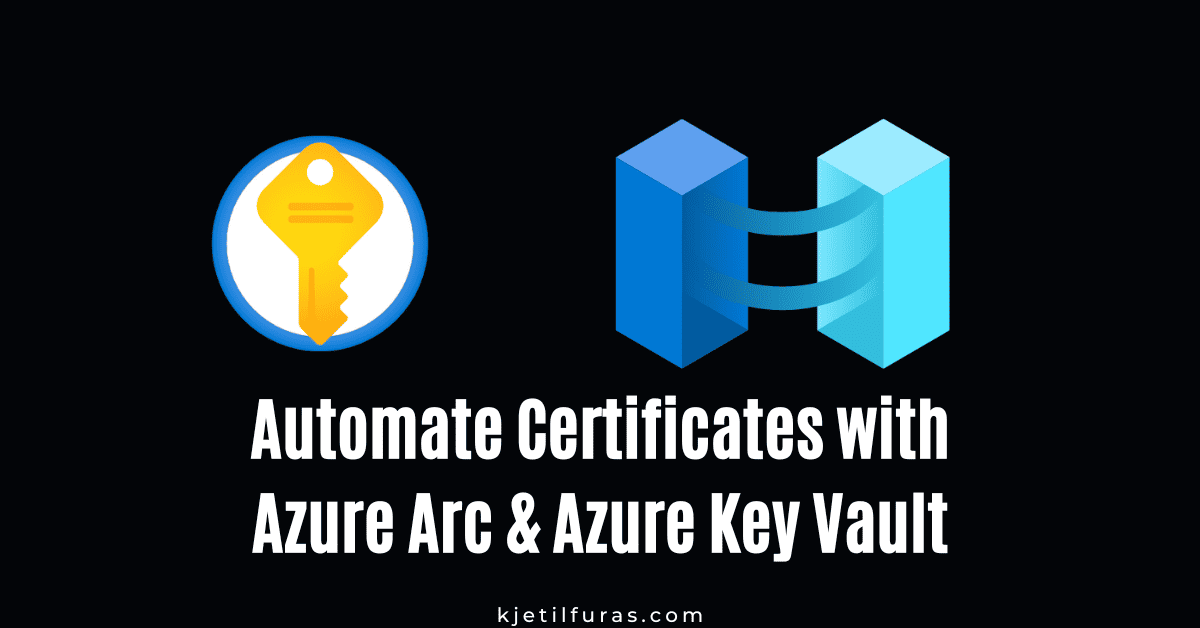 Automate Certificates with
Azure Arc & Azure Key Vault
kjetilfuras.com